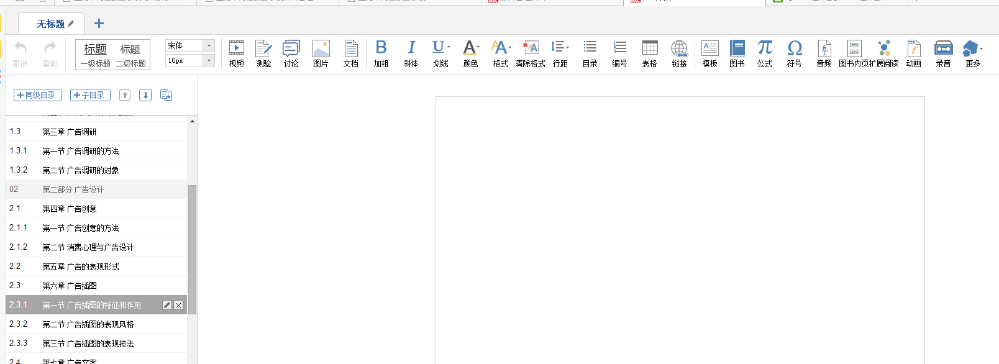 无标题
撤销 重做
标题 标题
一级标题 二级标题
宋体
10px
视频 测验 讨论 图片 文档 加粗 斜体 划线 颜色 格式 清除格式 行距 目录 编号 表格 链接 模板 图书 公式 符号 音频 图书内页 扩展阅读 动画 录音 更多
同级目录 子目录
1.3 第三章 广告调研
1.3.1 第一节 广告调研的方法
1.3.2 第二节 广告调研的对象
02 第二部分 广告设计
2.1 第四章 广告创意
2.1.1 第一节 广告创意的方法
2.1.2 第二节 消费心理与广告设计
2.2 第五章 广告的表现形式
2.3 第六章 广告插图
2.3.1 第一节 广告插图的特征和作用
2.3.2 第二节 广告插图的表现风格
2.3.3 第三节 广告插图的表现技法
2.4 第七章 广告文案